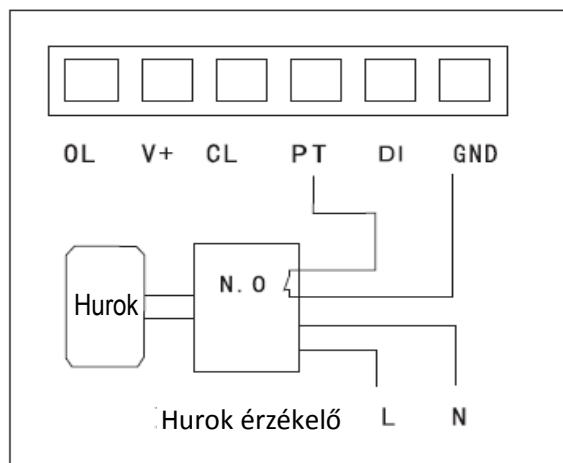 OL V+ CL PT DI GND
N. O
Hurok
Hurok érzékelő L N